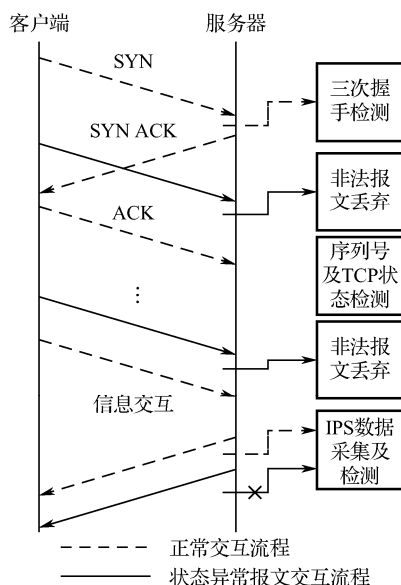 客户端
服务器
SYN
三次握
手检测
SYN ACK
非法报
文丢弃
ACK
序列号
及TCP状
态检测
⋮
非法报
文丢弃
信息交互
IPS数据
采集及
检测
正常交互流程
状态异常报文交互流程